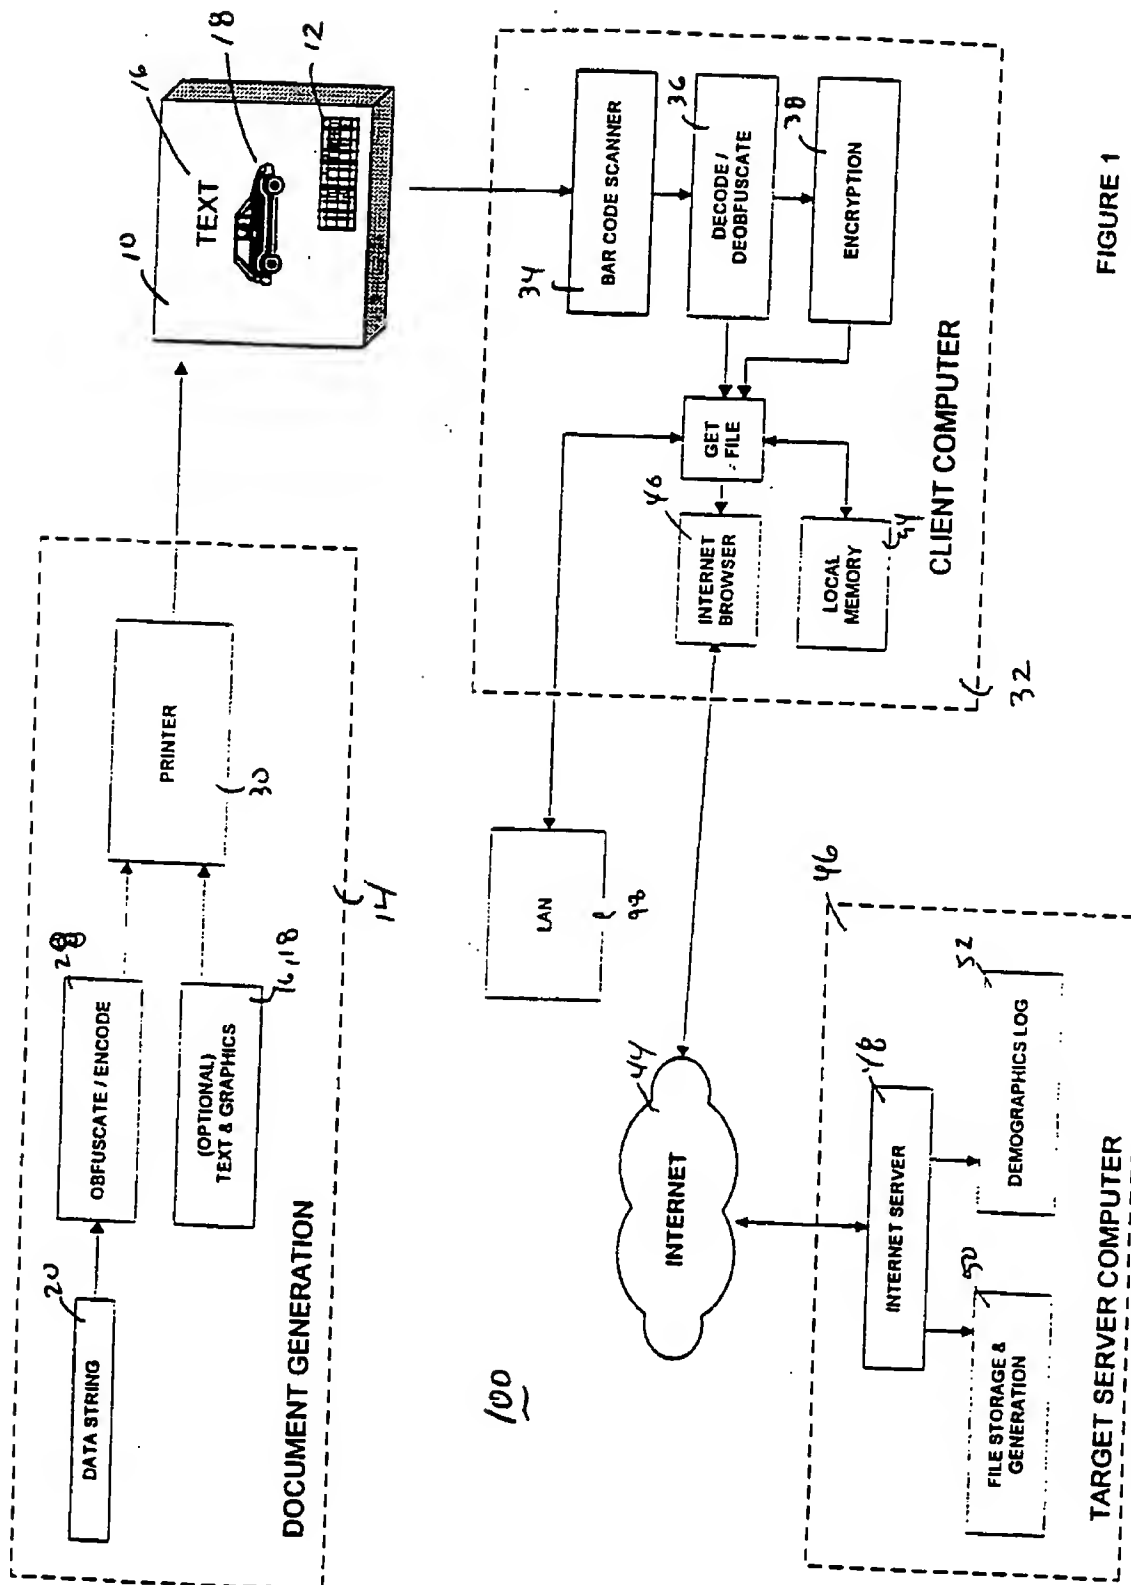 DATA STRING
20
OBFUSCATE / ENCODE
28
(OPTIONAL)
TEXT & GRAPHICS
16,18
PRINTER
30
DOCUMENT GENERATION
14
10
TEXT
16
18
12
100
LAN
98
INTERNET
44
CLIENT COMPUTER
32
BAR CODE SCANNER
34
DECODE /
DEOBFUSCATE
36
ENCRYPTION
38
GET
FILE
INTERNET
BROWSER
46
LOCAL
MEMORY
TARGET SERVER COMPUTER
46
INTERNET SERVER
48
FILE STORAGE &
GENERATION
50
DEMOGRAPHICS LOG
52
FIGURE 1